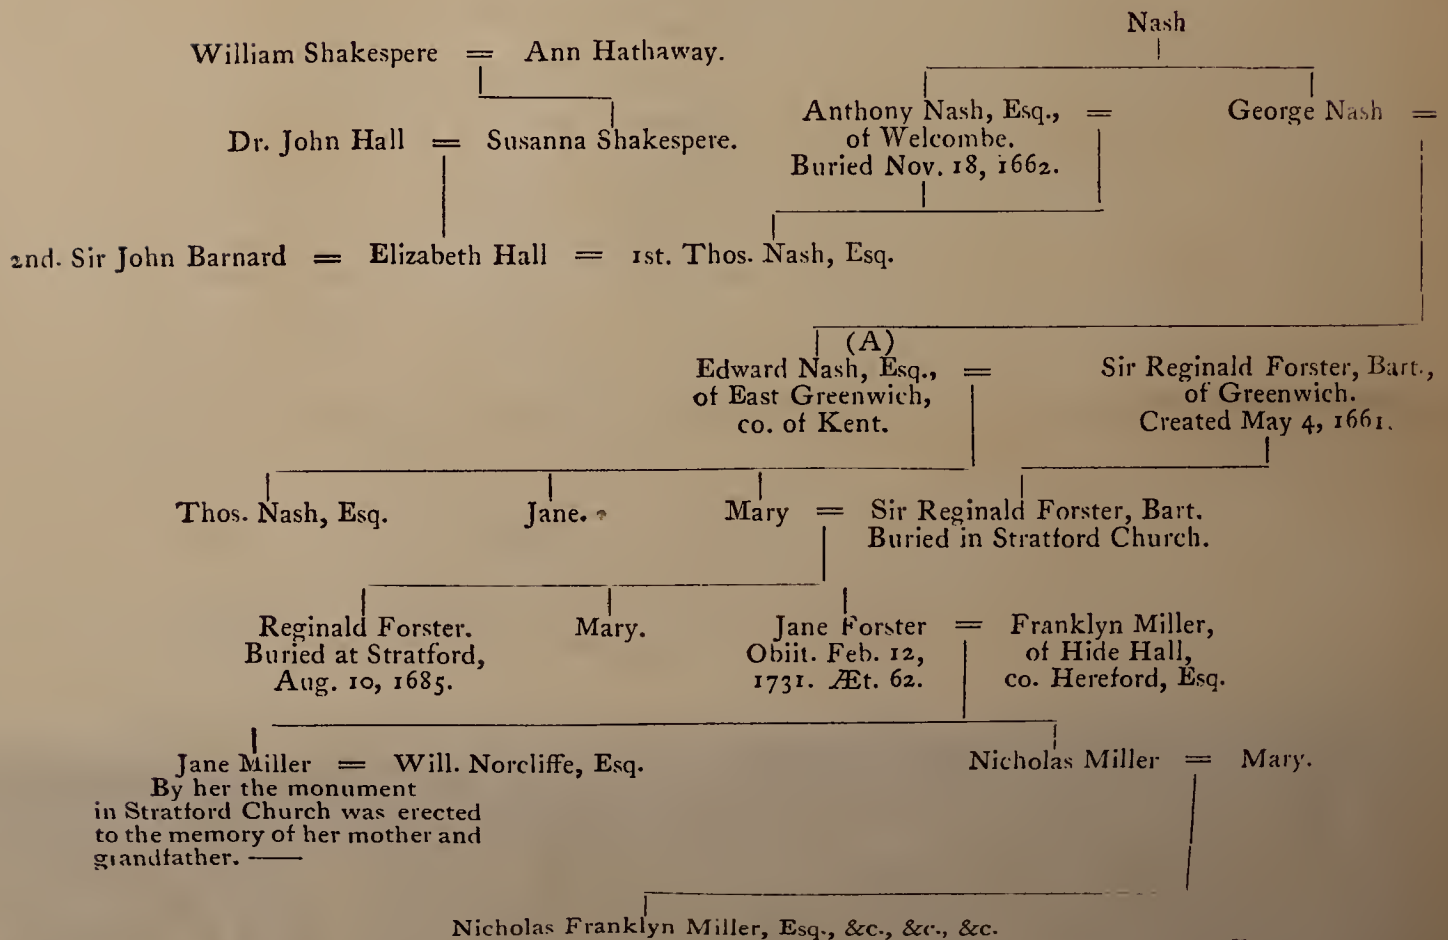 Nash
William Shakespere = Ann Hathaway.
Anthony Nash, Esq., = George Nash =
of Welcombe.
Buried Nov. 18, 1662.
Dr. John Hall = Susanna Shakespere.
2nd. Sir John Barnard = Elizabeth Hall = 1st. Thos. Nash, Esq.
(A)
Edward Nash, Esq., =
of East Greenwich,
co. of Kent.
Sir Reginald Forster, Bart.,
of Greenwich.
Created May 4, 1661.
Thos. Nash, Esq. Jane. Mary = Sir Reginald Forster, Bart.
Buried in Stratford Church.
Reginald Forster.
Buried at Stratford,
Aug. 10, 1685.
Mary.
Jane Forster =
Obiit. Feb. 12,
1731. Æt. 62.
Franklyn Miller,
of Hide Hall,
co. Hereford, Esq.
Jane Miller = Will. Norcliffe, Esq.
By her the monument
in Stratford Church was erected
to the memory of her mother and
grandfather. ——
Nicholas Miller = Mary.
Nicholas Franklyn Miller, Esq., &c., &c., &c.